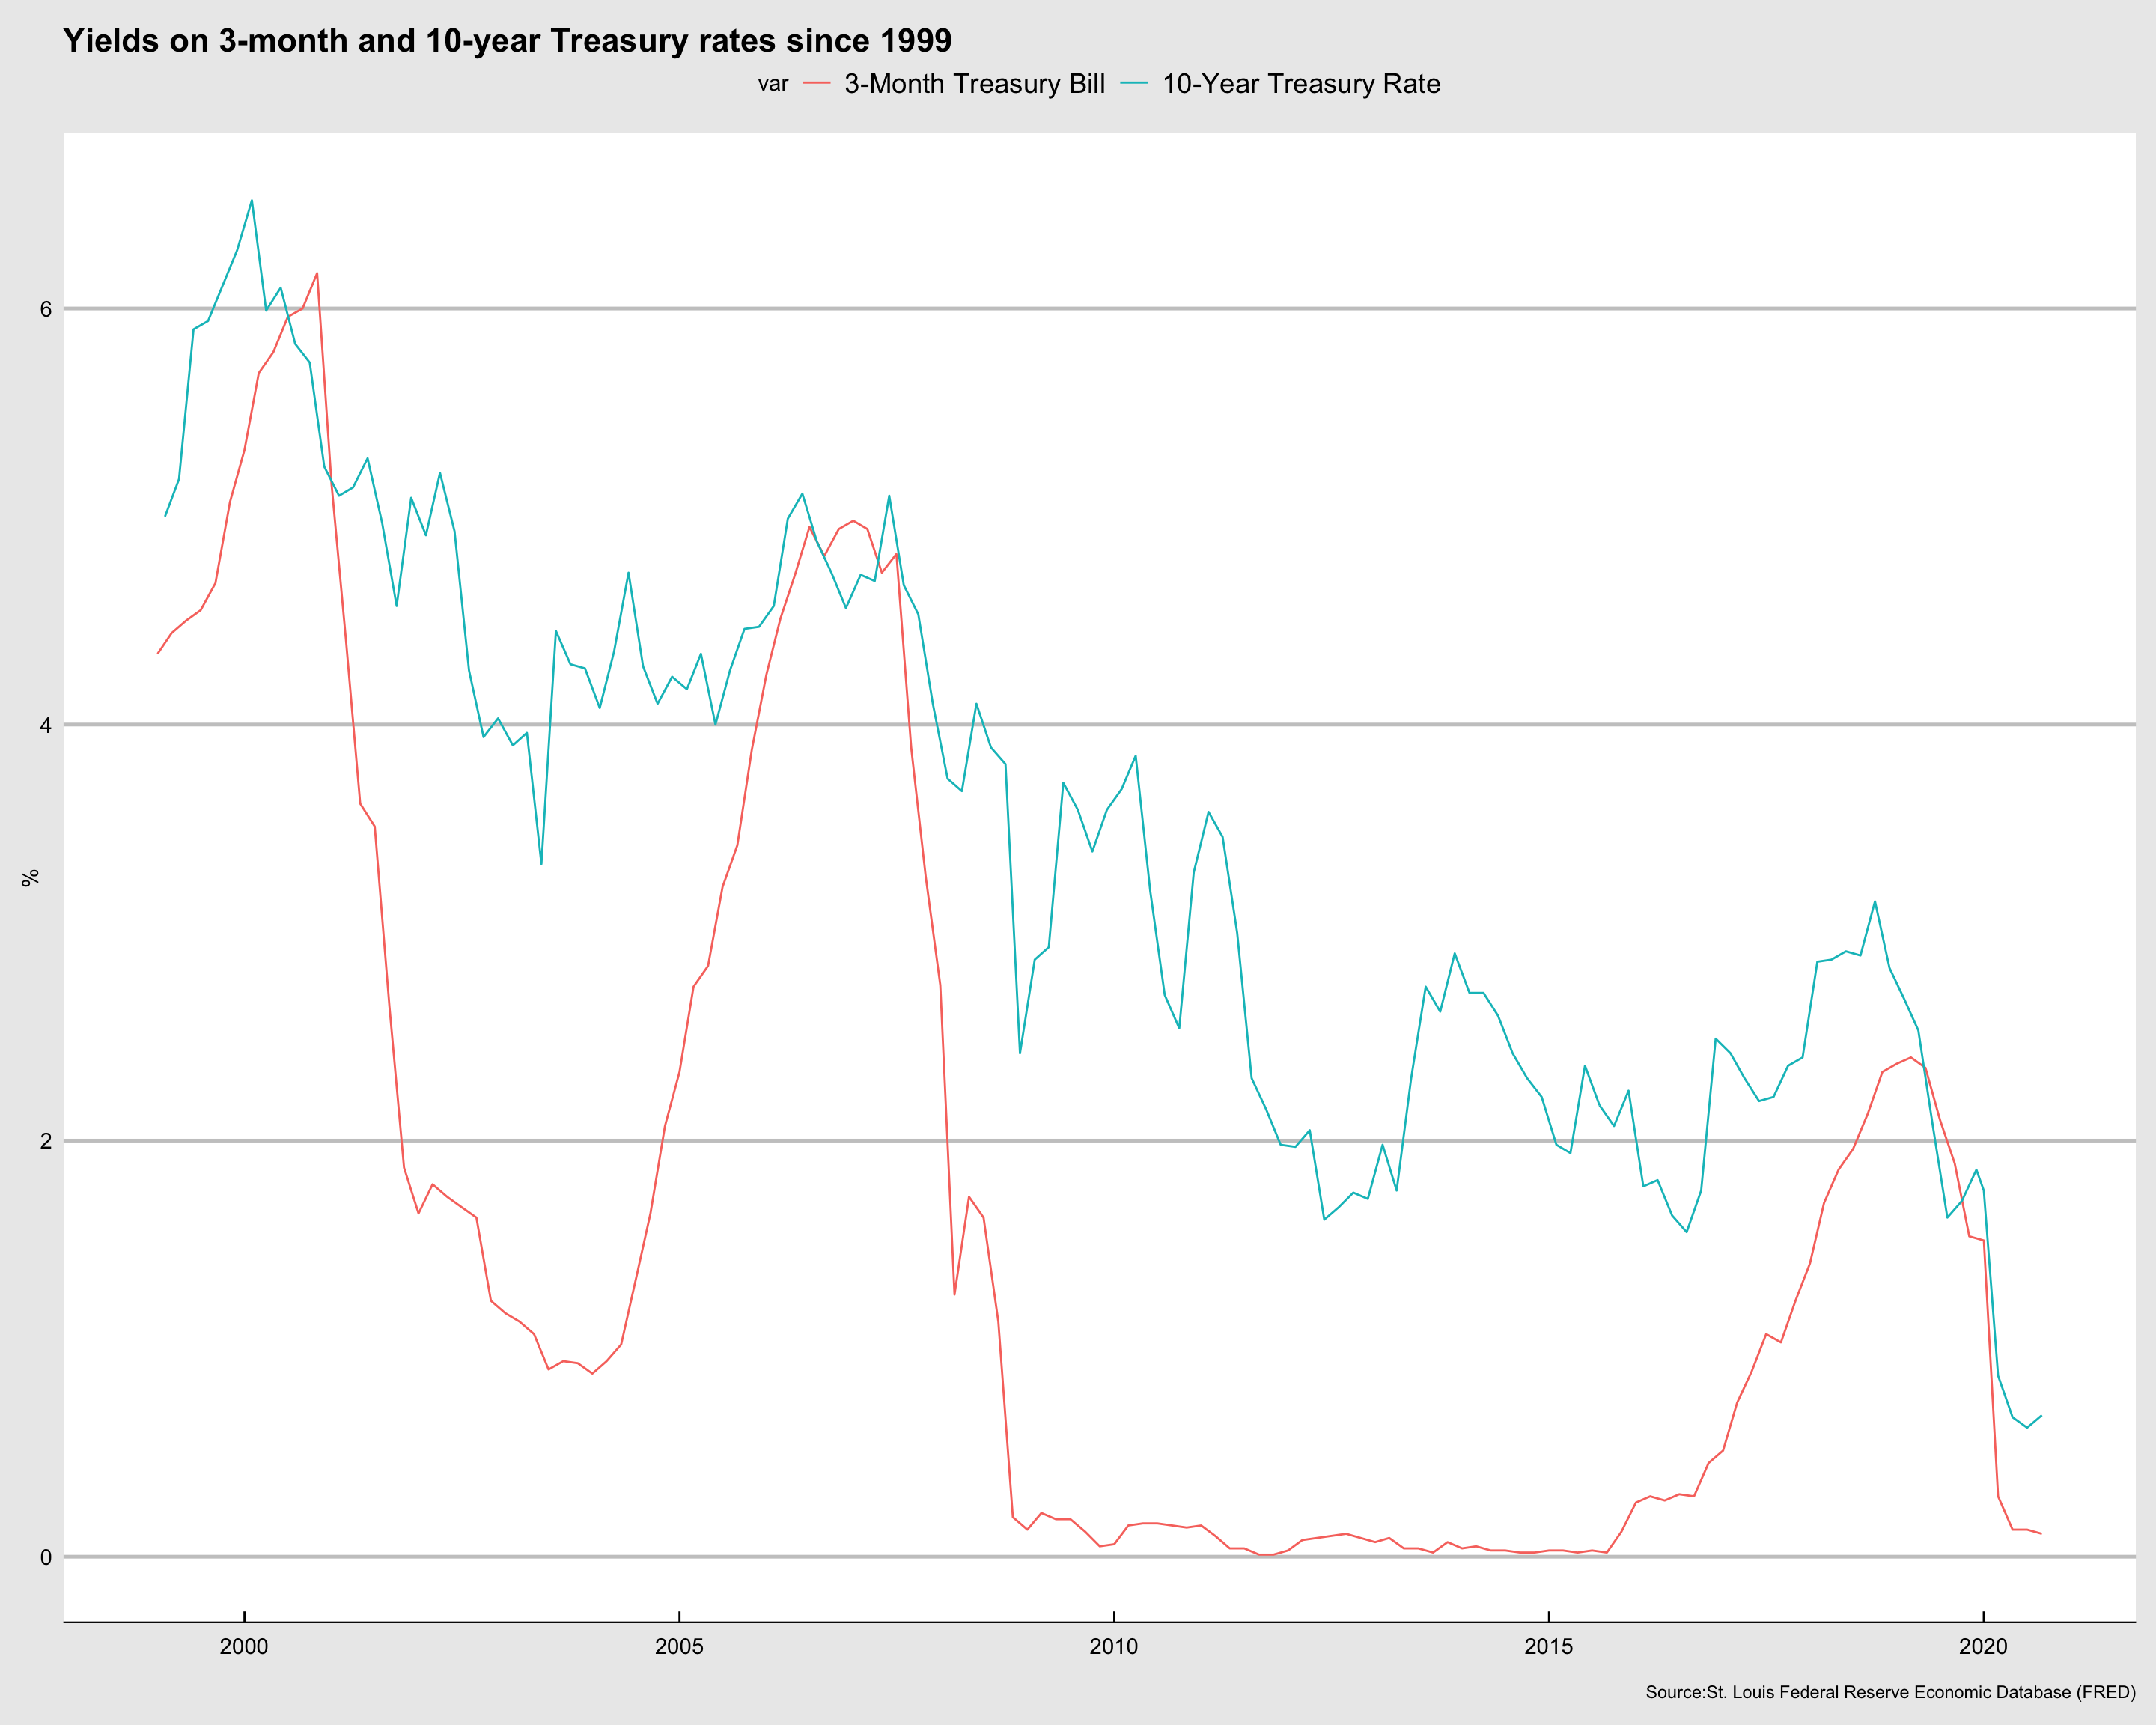 Yields on 3-month and 10-year Treasury rates since 1999
var 3-Month Treasury Bill 10-Year Treasury Rate
6
4
%
2
0
2000 2005 2010 2015 2020
Source:St. Louis Federal Reserve Economic Database (FRED)